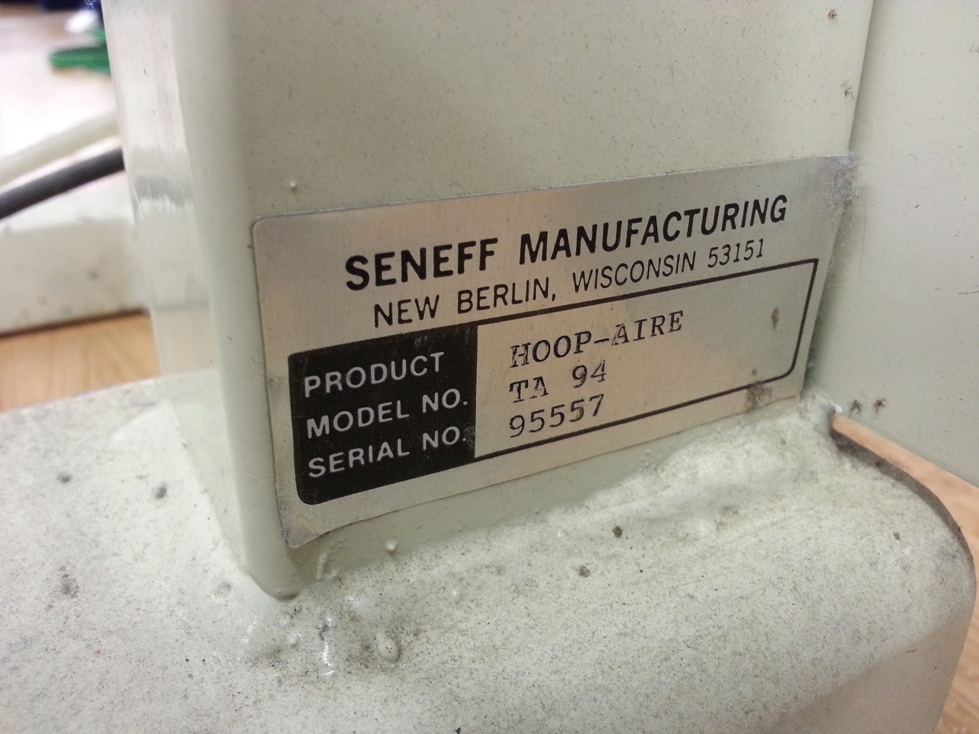 SENEFF MANUFACTURING
NEW BERLIN, WISCONSIN 53151
PRODUCT HOOP-AIRE
MODEL NO. TA 94
SERIAL NO. 95557